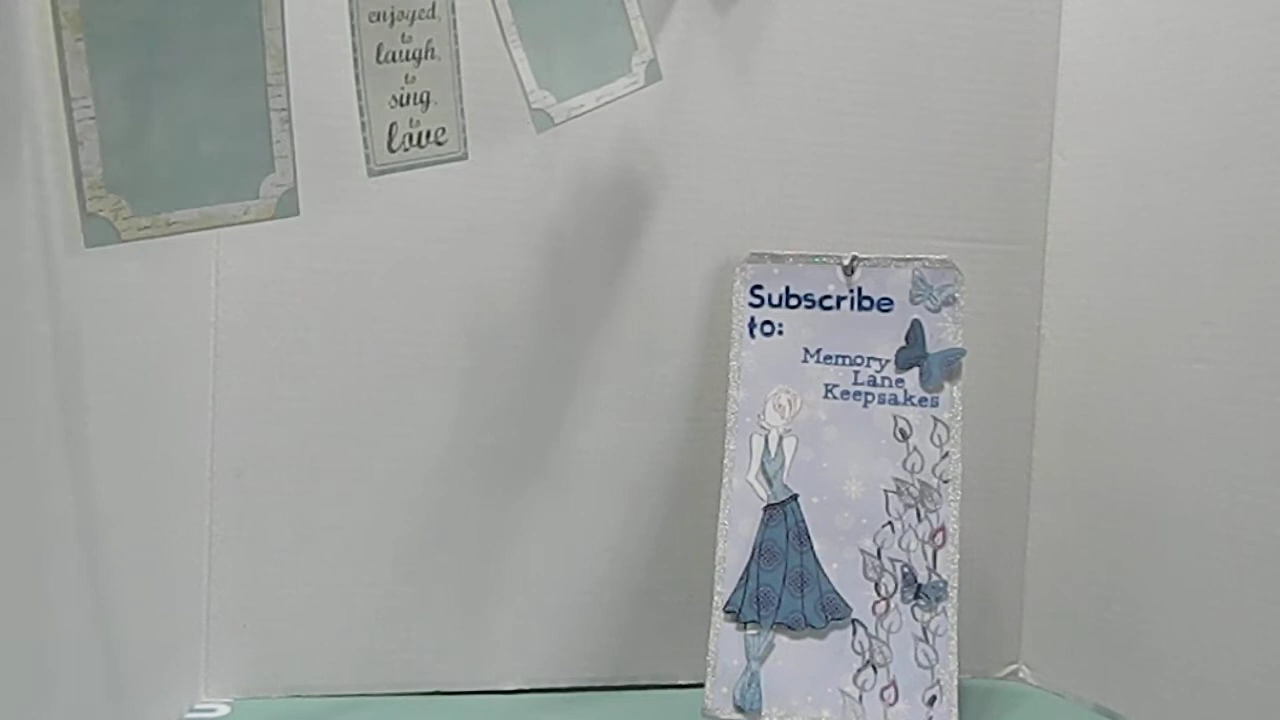 enjoyed,
to
laugh,
to
sing,
to
love
Subscribe
to:
Memory
Lane
Keepsakes